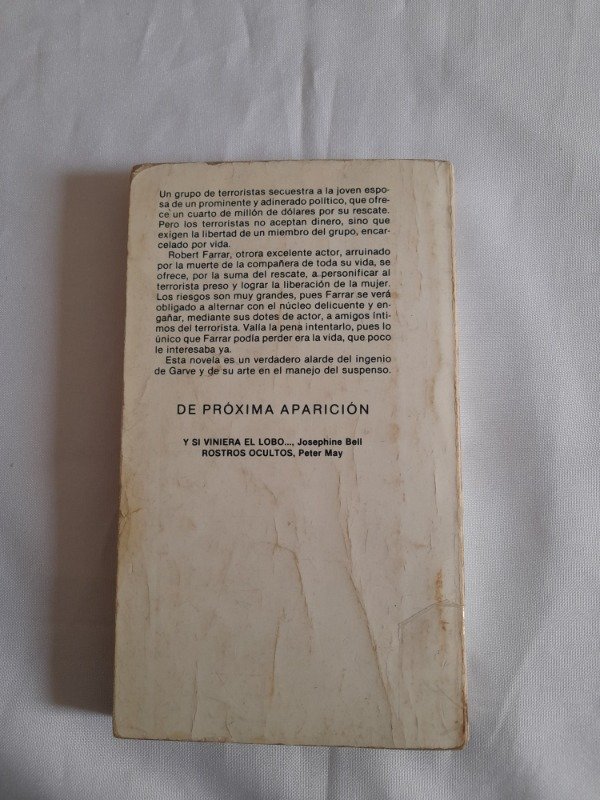 Un grupo de terroristas secuestra a la joven espo-
sa de un prominente y adinerado político, que ofre-
ce un cuarto de millón de dólares por su rescate.
Pero los terroristas no aceptan dinero, sino que
exigen la libertad de un miembro del grupo, encar-
celado por vida.
Robert Farrar, otrora excelente actor, arruinado
por la muerte de la compañera de toda su vida, se
ofrece, por la suma del rescate, a personificar al
terrorista preso y lograr la liberación de la mujer.
Los riesgos son muy grandes, pues Farrar se verá
obligado a alternar con el núcleo delicuente y en-
gañar, mediante sus dotes de actor, a amigos ínti-
mos del terrorista. Valía la pena intentarlo, pues lo
único que Farrar podía perder era la vida, que poco
le interesaba ya.
Esta novela es un verdadero alarde del ingenio
de Garve y de su arte en el manejo del suspenso.
DE PRÓXIMA APARICIÓN
Y SI VINIERA EL LOBO..., Josephine Bell
ROSTROS OCULTOS, Peter May